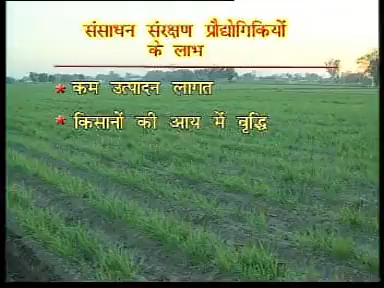 संसाधन संरक्षण प्रौद्योगिकियों
के लाभ
* कम उत्पादन लागत
* किसानों की आय में वृद्धि